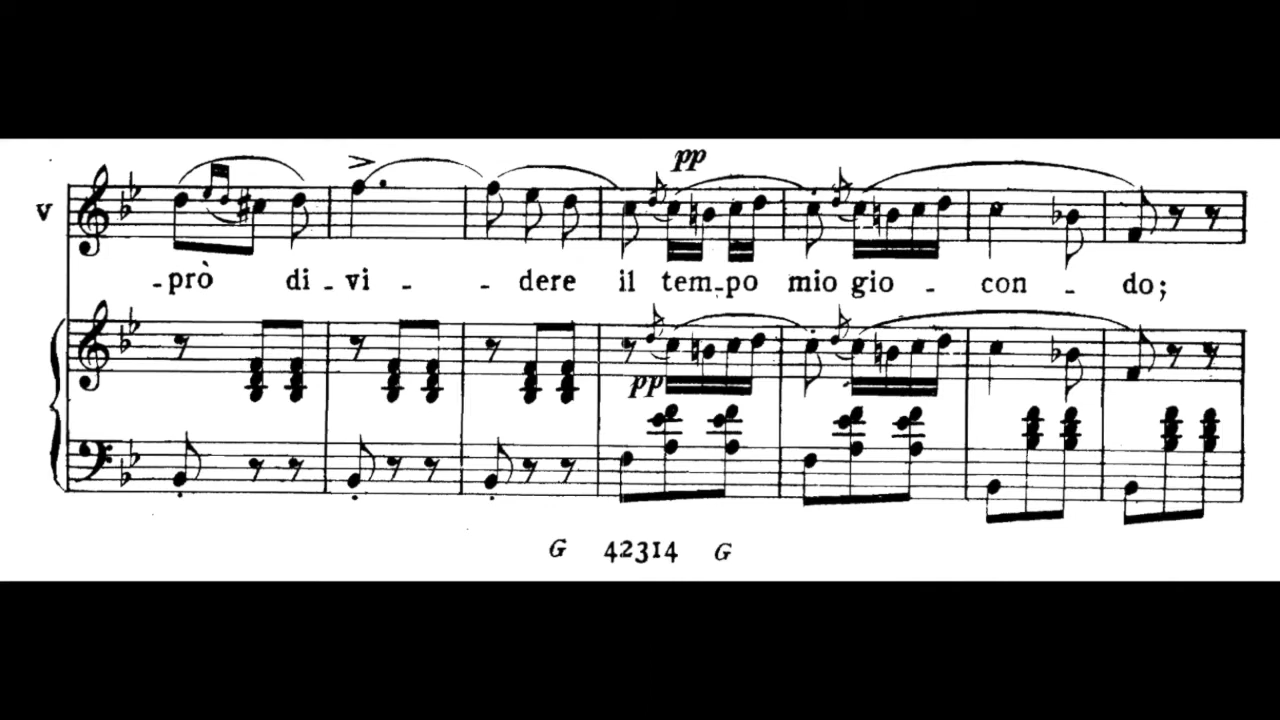 pp
V
-prò di - vi - - dere il tem-po mio gio - con - do;
pp
G 42314 G